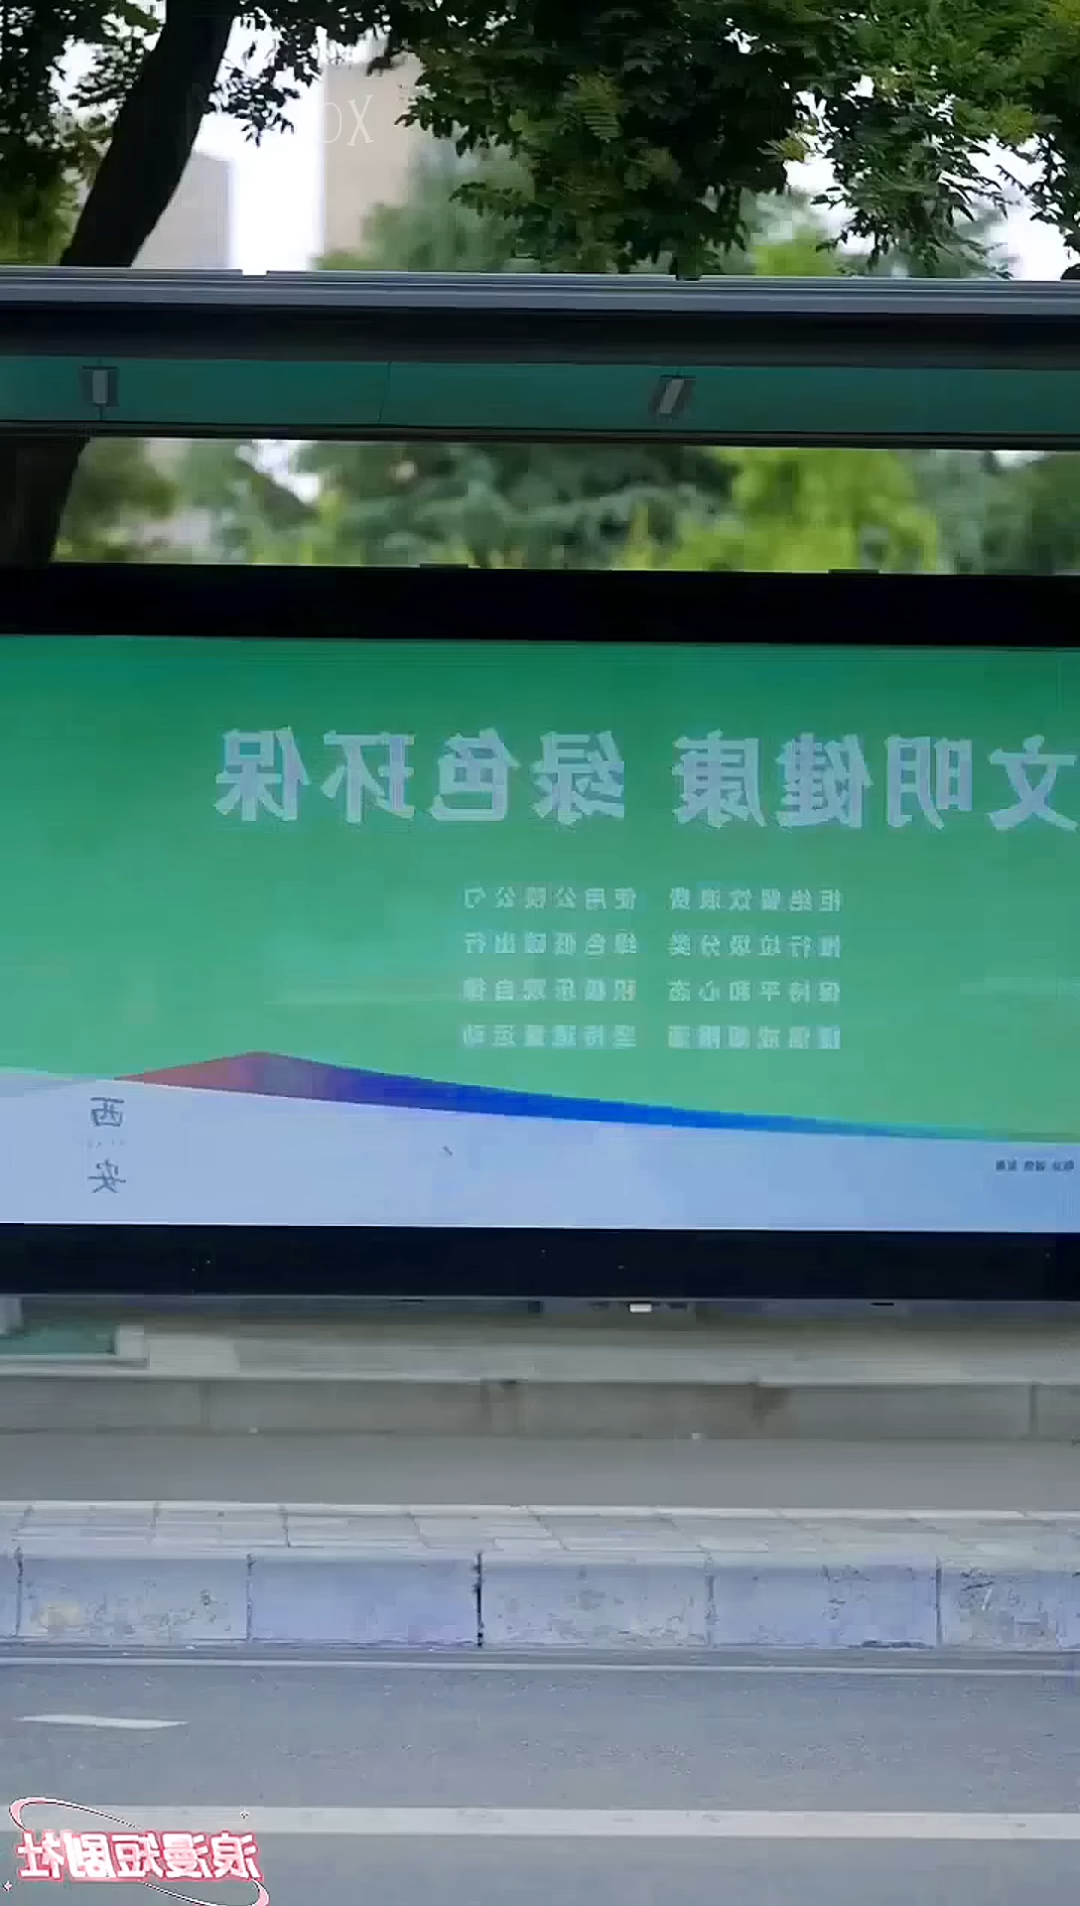 文明健康 绿色环保
拒绝餐饮浪费 使用公筷公勺
推行垃圾分类 绿色低碳出行
保持平和心态 积极乐观自律
坚持适量运动
西
安
浪漫短剧社